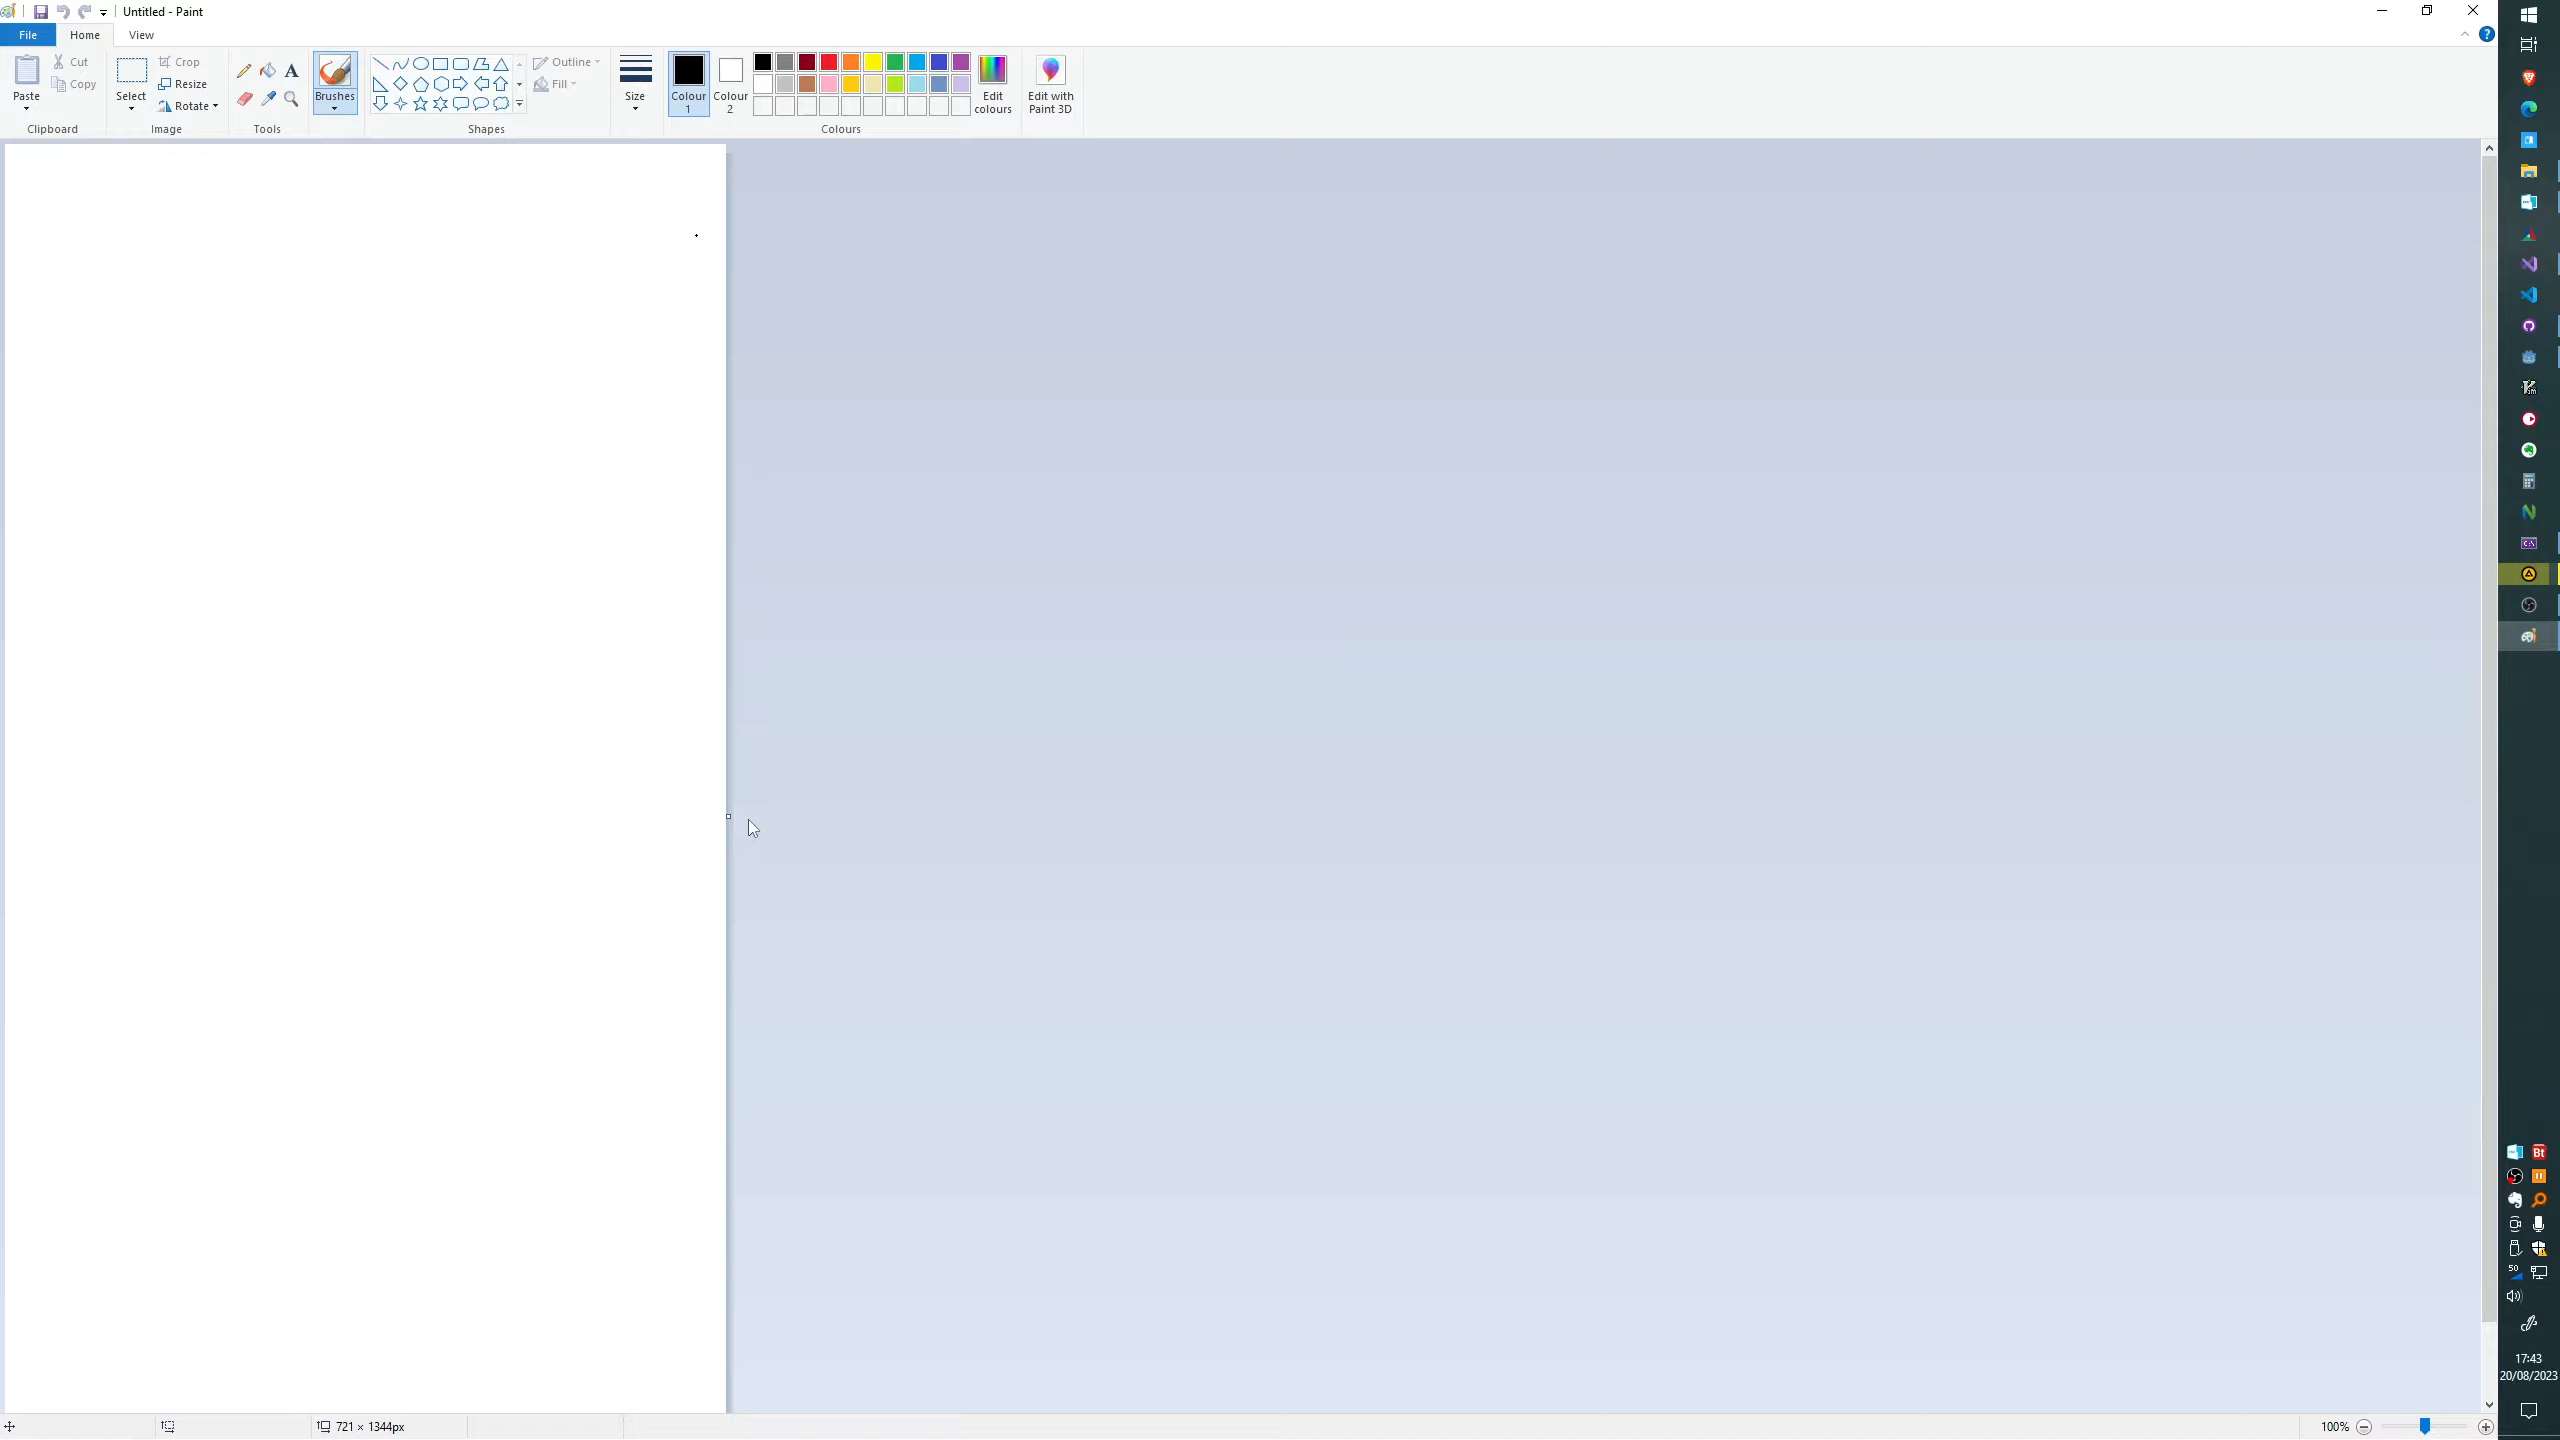 Untitled - Paint
File
Home
View
Paste
Cut
Copy
Clipboard
Select
Crop
Resize
Rotate
Image
Tools
A
Brushes
Shapes
Outline
Fill
Size
Colour
1
Colour
2
Edit
colours
Colours
Edit with
Paint 3D
Bt
50
17:43
20/08/2023
721 × 1344px
100%